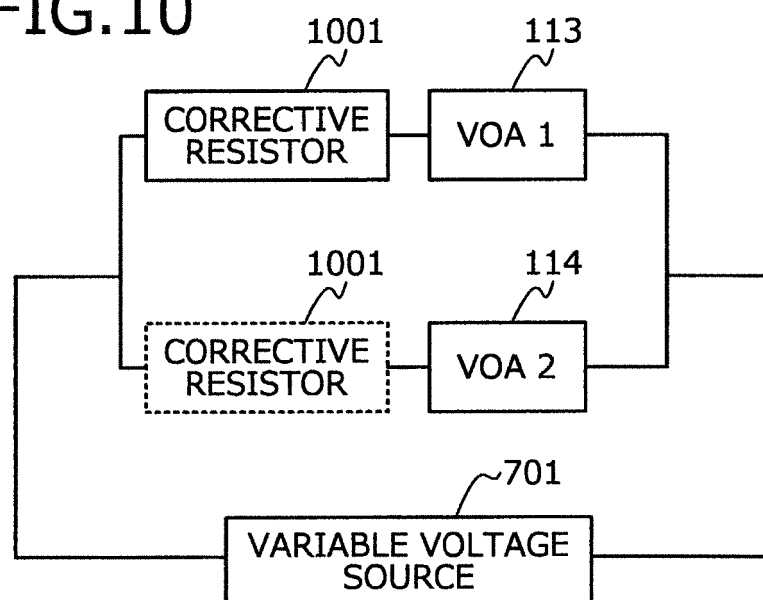 FIG.10
1001
113
CORRECTIVE
RESISTOR
VOA 1
1001
114
CORRECTIVE
RESISTOR
VOA 2
701
VARIABLE VOLTAGE
SOURCE